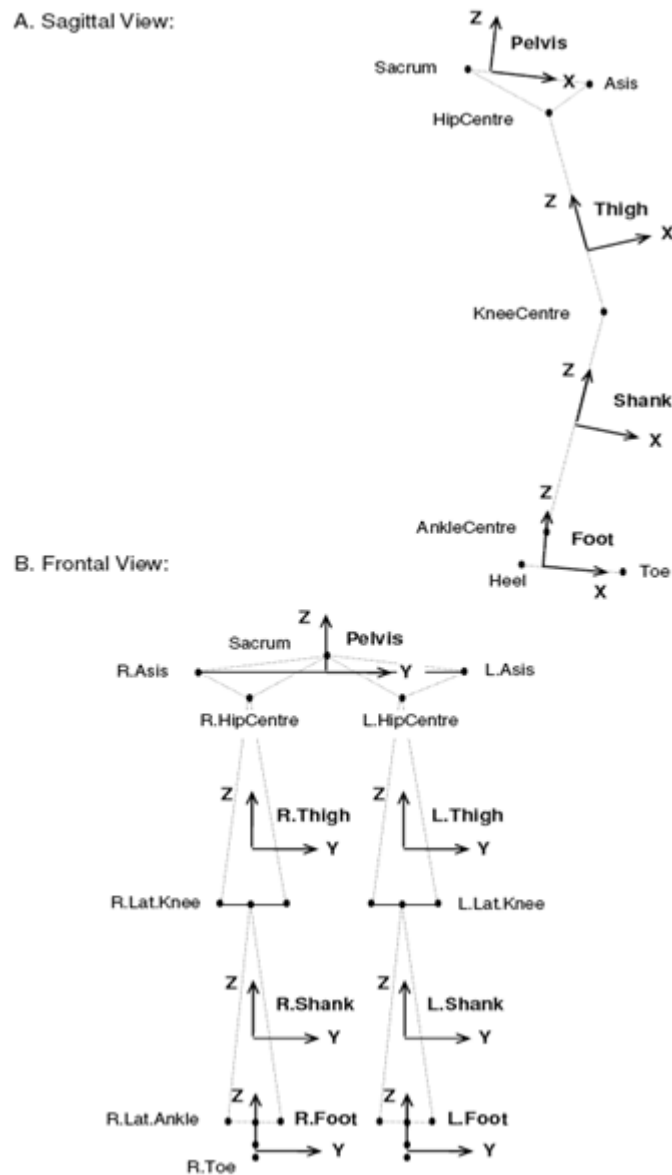 A. Sagittal View:
Z
Pelvis
Sacrum
X
Asis
HipCentre
Z
Thigh
X
KneeCentre
Z
Shank
X
Z
AnkleCentre
Foot
Heel
X
Toe
B. Frontal View:
Z
Sacrum
Pelvis
R.Asis
Y
L.Asis
R.HipCentre
L.HipCentre
Z
R.Thigh
Y
Z
L.Thigh
Y
R.Lat.Knee
L.Lat.Knee
Z
R.Shank
Y
Z
L.Shank
Y
Z
Z
R.Lat.Ankle
R.Foot
L.Foot
Y
Y
R.Toe